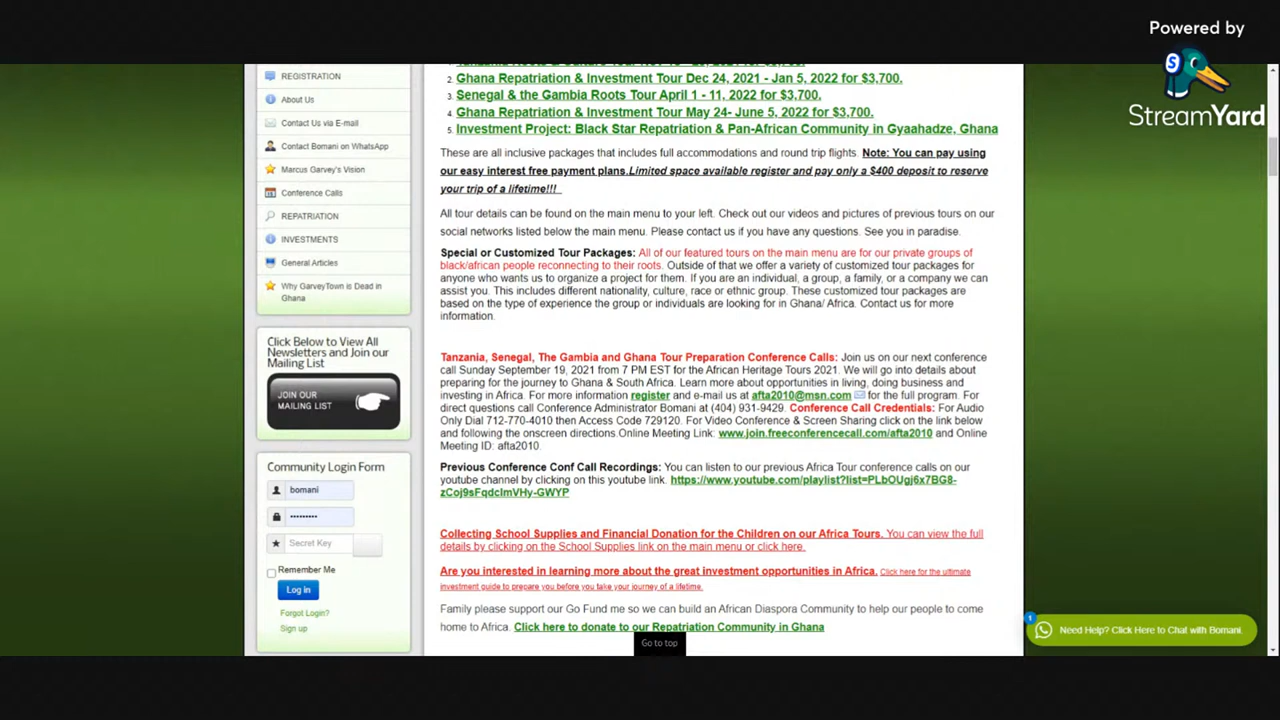 Powered by
StreamYard
REGISTRATION
About Us
Contact Us via E-mail
Contact Bomani on WhatsApp
Marcus Garvey's Vision
Conference Calls
REPATRIATION
INVESTMENTS
General Articles
Why GarveyTown is Dead in
Ghana
Click Below to View All
Newsletters and Join our
Mailing List
JOIN OUR
MAILING LIST
Community Login Form
bomani
•••••••••
Secret Key
Remember Me
Log in
Forgot Login?
Sign up
2. Ghana Repatriation & Investment Tour Dec 24, 2021 - Jan 5, 2022 for $3,700.
3. Senegal & the Gambia Roots Tour April 1 - 11, 2022 for $3,700.
4. Ghana Repatriation & Investment Tour May 24- June 5, 2022 for $3,700.
5. Investment Project: Black Star Repatriation & Pan-African Community in Gyaahadze, Ghana
These are all inclusive packages that includes full accommodations and round trip flights. Note: You can pay using
our easy interest free payment plans.Limited space available register and pay only a $400 deposit to reserve
your trip of a lifetime!!!
All tour details can be found on the main menu to your left. Check out our videos and pictures of previous tours on our
social networks listed below the main menu. Please contact us if you have any questions. See you in paradise.
Special or Customized Tour Packages: All of our featured tours on the main menu are for our private groups of
black/african people reconnecting to their roots. Outside of that we offer a variety of customized tour packages for
anyone who wants us to organize a project for them. If you are an individual, a group, a family, or a company we can
assist you. This includes different nationality, culture, race or ethnic group. These customized tour packages are
based on the type of experience the group or individuals are looking for in Ghana/ Africa. Contact us for more
information.
Tanzania, Senegal, The Gambia and Ghana Tour Preparation Conference Calls: Join us on our next conference
call Sunday September 19, 2021 from 7 PM EST for the African Heritage Tours 2021. We will go into details about
preparing for the journey to Ghana & South Africa. Learn more about opportunities in living, doing business and
investing in Africa. For more information register and e-mail us at afta2010@msn.com for the full program. For
direct questions call Conference Administrator Bomani at (404) 931-9429. Conference Call Credentials: For Audio
Only Dial 712-770-4010 then Access Code 729120. For Video Conference & Screen Sharing click on the link below
and following the onscreen directions.Online Meeting Link: www.join.freeconferencecall.com/afta2010 and Online
Meeting ID: afta2010.
Previous Conference Conf Call Recordings: You can listen to our previous Africa Tour conference calls on our
youtube channel by clicking on this youtube link. https://www.youtube.com/playlist?list=PLbOUgj6x7BG8-
zCoj9sFqdcImVHy-GWYP
Collecting School Supplies and Financial Donation for the Children on our Africa Tours. You can view the full
details by clicking on the School Supplies link on the main menu or click here.
Are you interested in learning more about the great investment opportunities in Africa. Click here for the ultimate
investment guide to prepare you before you take your journey of a lifetime.
Family please support our Go Fund me so we can build an African Diaspora Community to help our people to come
home to Africa. Click here to donate to our Repatriation Community in Ghana
Go to top
1
Need Help? Click Here to Chat with Bomani.